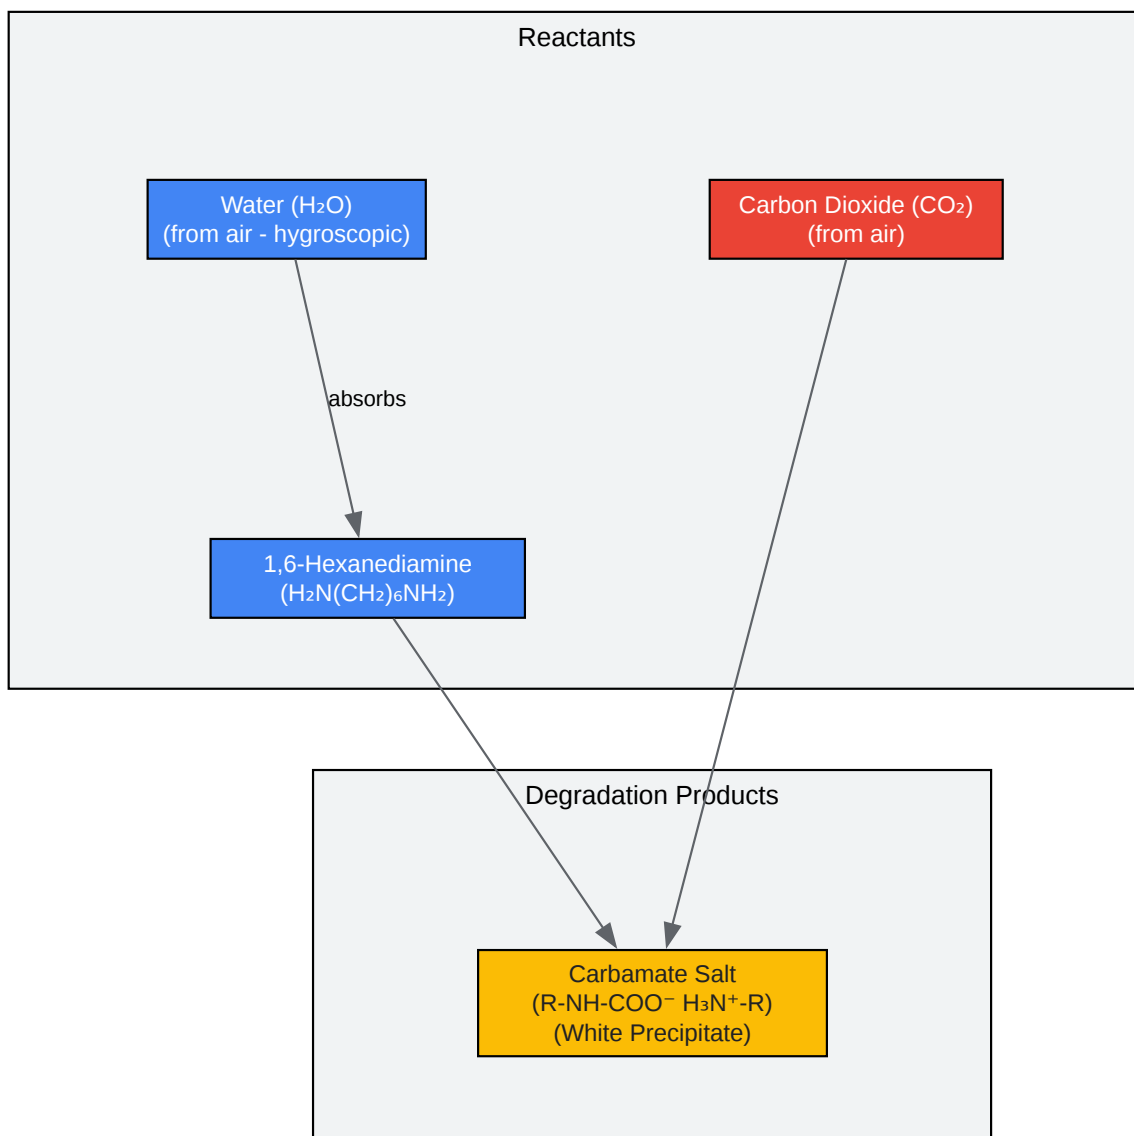 Reactants
Water (H₂O)
(from air - hygroscopic)
Carbon Dioxide (CO₂)
(from air)
absorbs
1,6-Hexanediamine
(H₂N(CH₂)₆NH₂)
Degradation Products
Carbamate Salt
(R-NH-COO⁻ H₃N⁺-R)
(White Precipitate)